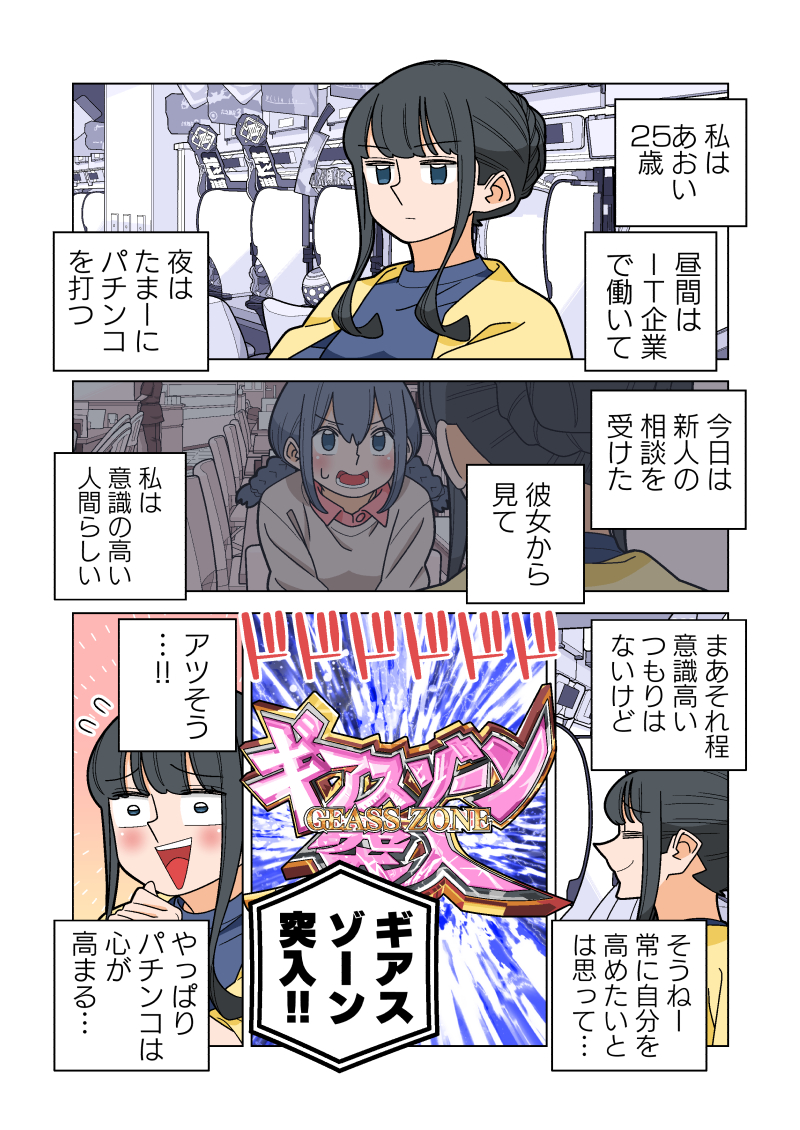 私は
あおい
25歳
昼間は
IT企業
で働いて
夜は
たまーに
パチンコ
を打つ
今日は
新人の
相談を
受けた
彼女から
見て
私は
意識の高い
人間らしい
まあそれ程
意識高い
つもりは
ないけど
そうねー
常に自分を
高めたいと
は思って…
ドドドドドド
ギアスゾーン
GEASS ZONE
突入
ギアス
ゾーン
突入!!
アツそう
…!!
やっぱり
パチンコは
心が
高まる…